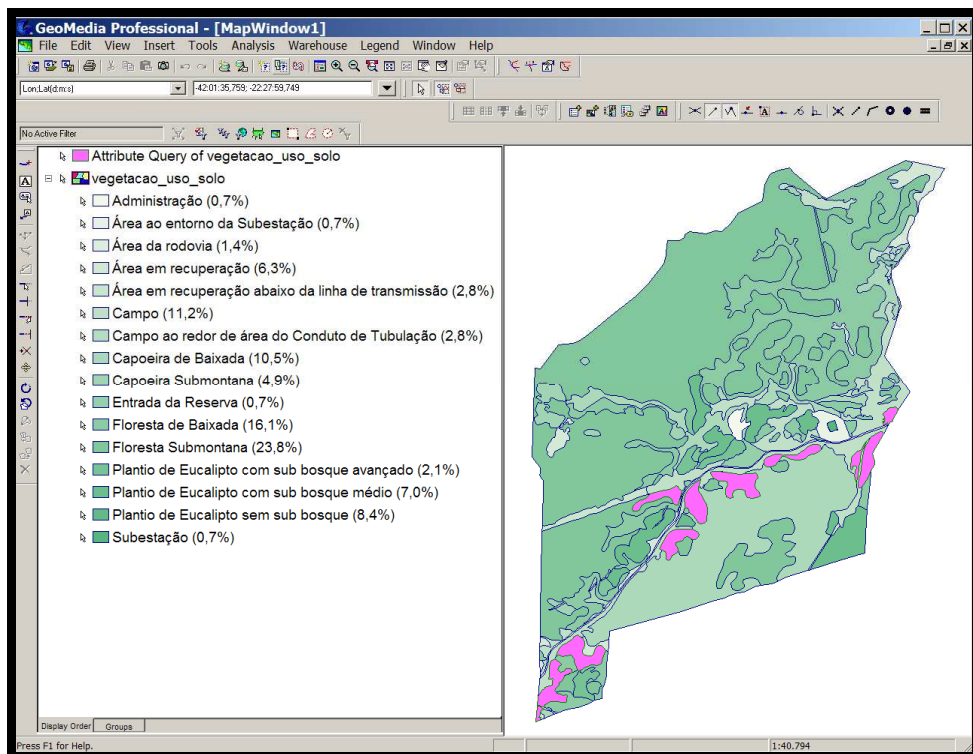 GeoMedia Professional - [MapWindow1]
File Edit View Insert Tools Analysis Warehouse Legend Window Help
Lon;Lat(d:m:s) -42:01:35,759; -22:27:59,749
No Active Filter
Attribute Query of vegetacao_uso_solo
vegetacao_uso_solo
Administração (0,7%)
Área ao entorno da Subestação (0,7%)
Área da rodovia (1,4%)
Área em recuperação (6,3%)
Área em recuperação abaixo da linha de transmissão (2,8%)
Campo (11,2%)
Campo ao redor de área do Conduto de Tubulação (2,8%)
Capoeira de Baixada (10,5%)
Capoeira Submontana (4,9%)
Entrada da Reserva (0,7%)
Floresta de Baixada (16,1%)
Floresta Submontana (23,8%)
Plantio de Eucalipto com sub bosque avançado (2,1%)
Plantio de Eucalipto com sub bosque médio (7,0%)
Plantio de Eucalipto sem sub bosque (8,4%)
Subestação (0,7%)
Display Order Groups
Press F1 for Help. 1:40.794